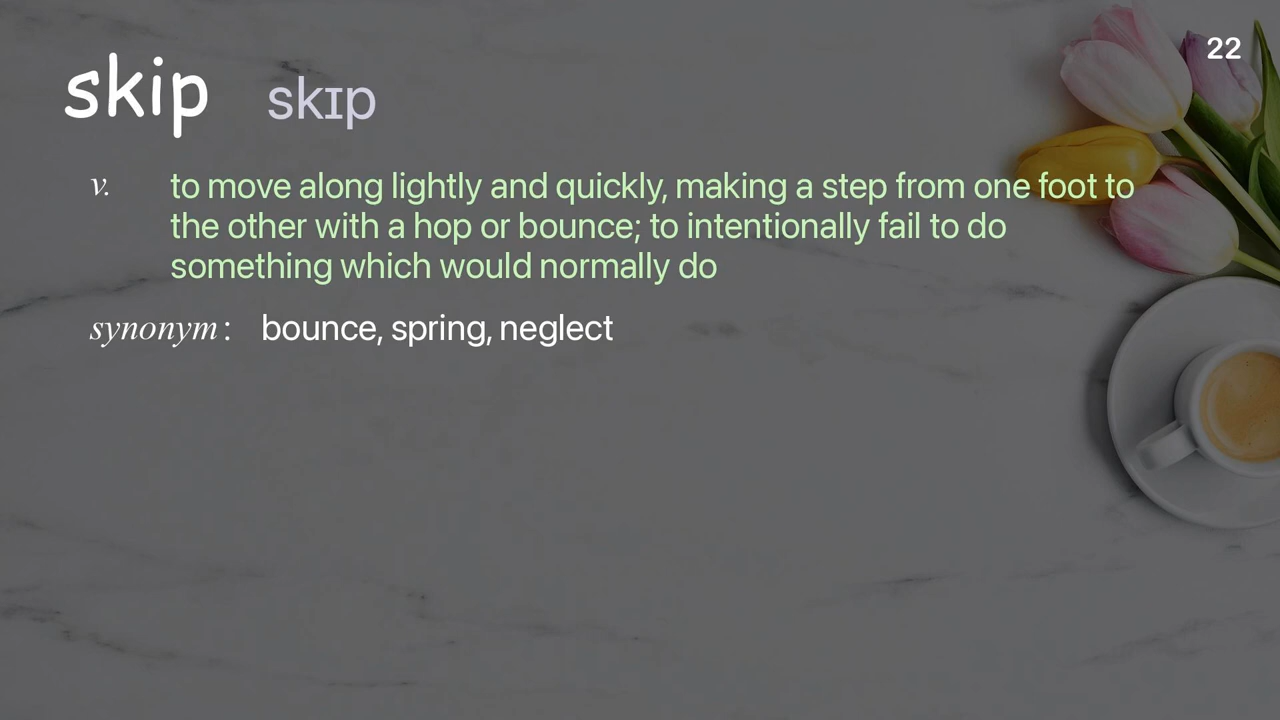 22
skip skɪp
v. to move along lightly and quickly, making a step from one foot to
the other with a hop or bounce; to intentionally fail to do
something which would normally do
synonym: bounce, spring, neglect